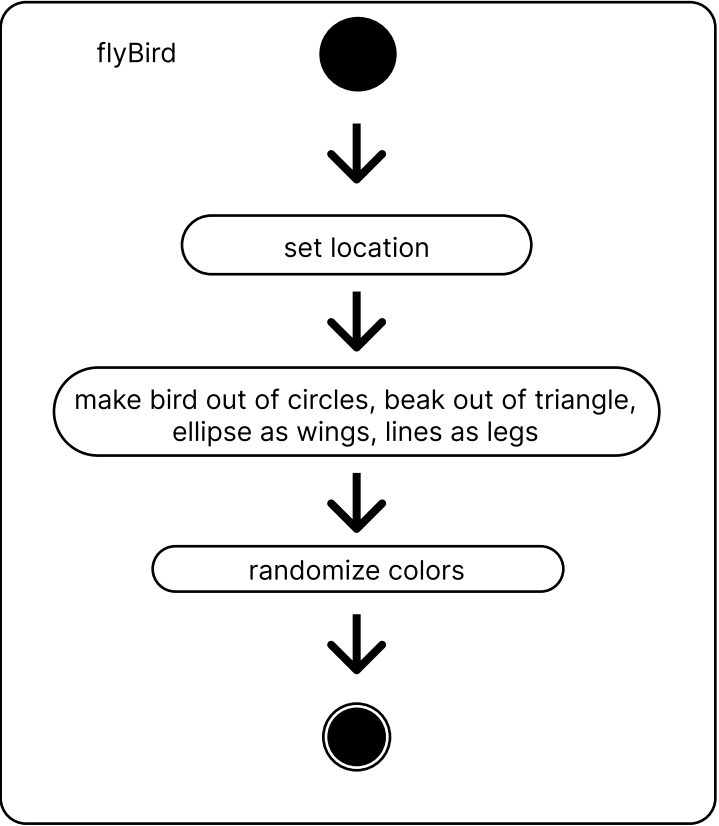 flyBird
set location
make bird out of circles, beak out of triangle,
ellipse as wings, lines as legs
randomize colors